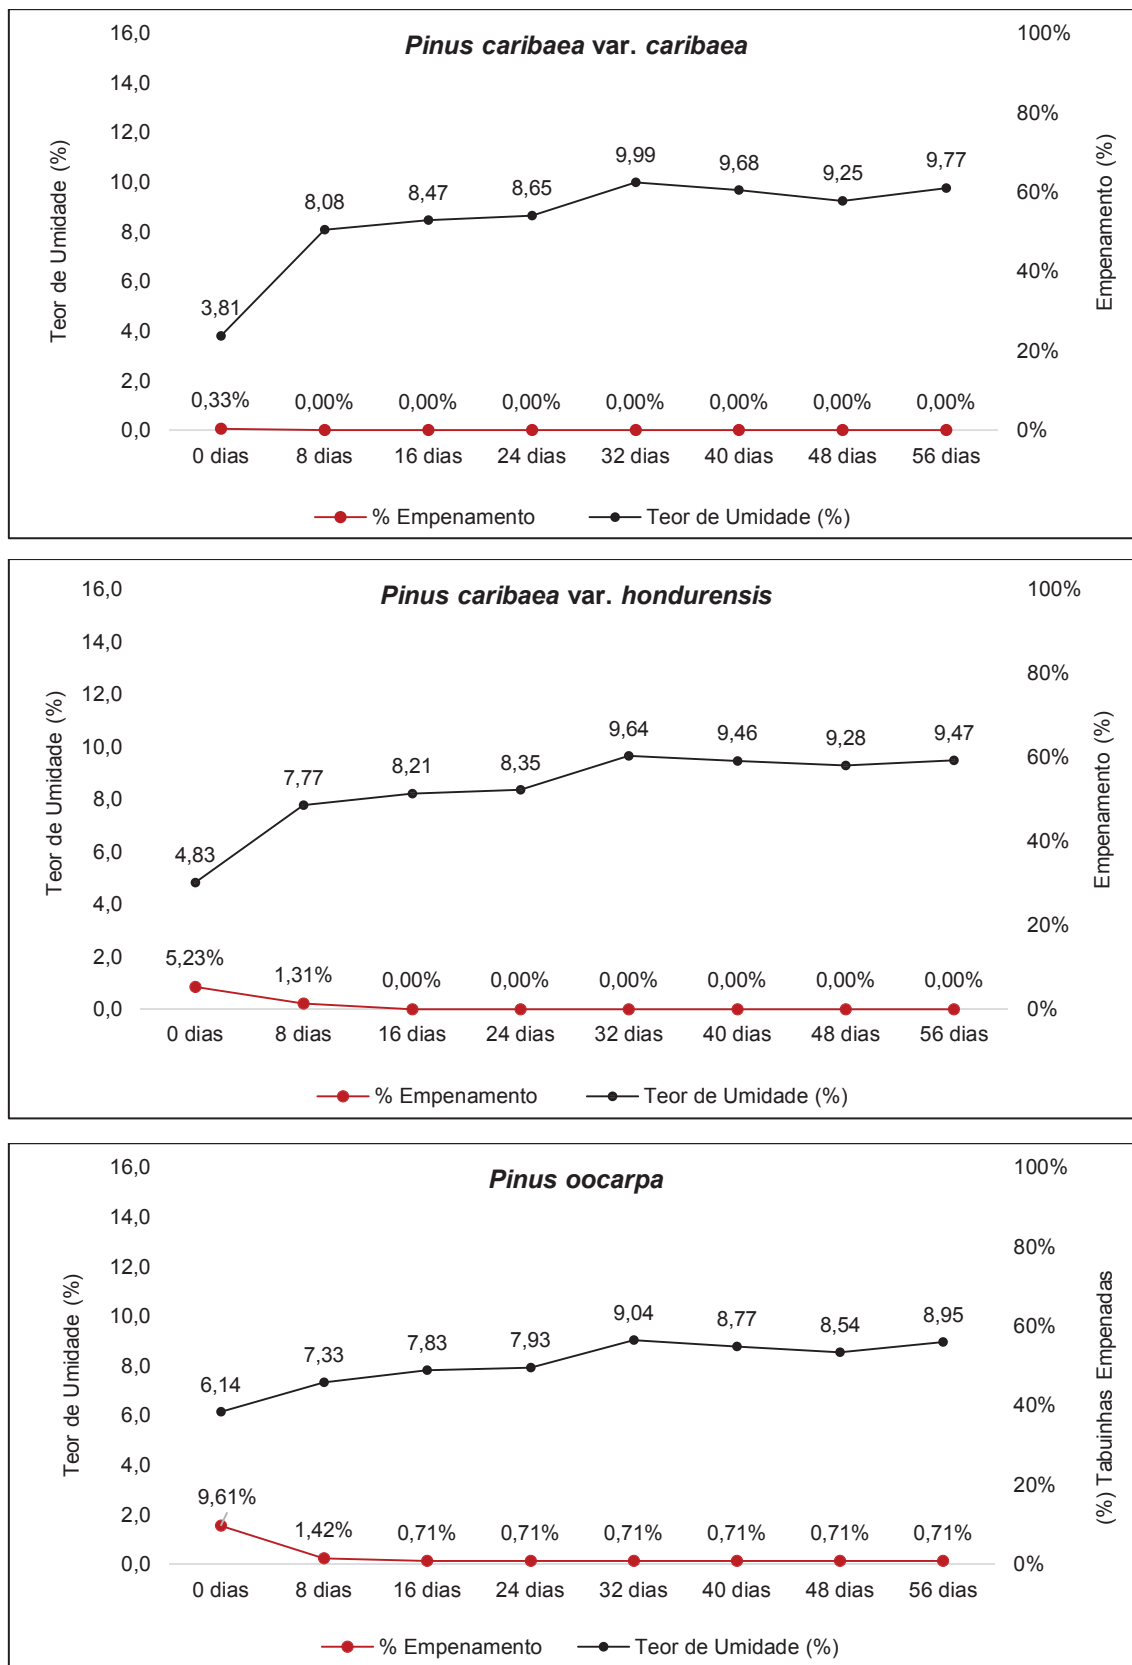 Pinus caribaea var. caribaea
Teor de Umidade (%)
16,0
14,0
12,0
10,0
8,0
6,0
4,0
2,0
0,0
3,81
8,08
8,47
8,65
9,99
9,68
9,25
9,77
0,33%
0,00%
0,00%
0,00%
0,00%
0,00%
0,00%
0,00%
100%
80%
60%
40%
20%
0%
Empenamento (%)
0 dias
8 dias
16 dias
24 dias
32 dias
40 dias
48 dias
56 dias
% Empenamento
Teor de Umidade (%)
Pinus caribaea var. hondurensis
Teor de Umidade (%)
16,0
14,0
12,0
10,0
8,0
6,0
4,0
2,0
0,0
4,83
7,77
8,21
8,35
9,64
9,46
9,28
9,47
5,23%
1,31%
0,00%
0,00%
0,00%
0,00%
0,00%
0,00%
100%
80%
60%
40%
20%
0%
Empenamento (%)
0 dias
8 dias
16 dias
24 dias
32 dias
40 dias
48 dias
56 dias
% Empenamento
Teor de Umidade (%)
Pinus oocarpa
Teor de Umidade (%)
16,0
14,0
12,0
10,0
8,0
6,0
4,0
2,0
0,0
6,14
7,33
7,83
7,93
9,04
8,77
8,54
8,95
9,61%
1,42%
0,71%
0,71%
0,71%
0,71%
0,71%
0,71%
100%
80%
60%
40%
20%
0%
(%) Tabuinhas Empenadas
0 dias
8 dias
16 dias
24 dias
32 dias
40 dias
48 dias
56 dias
% Empenamento
Teor de Umidade (%)